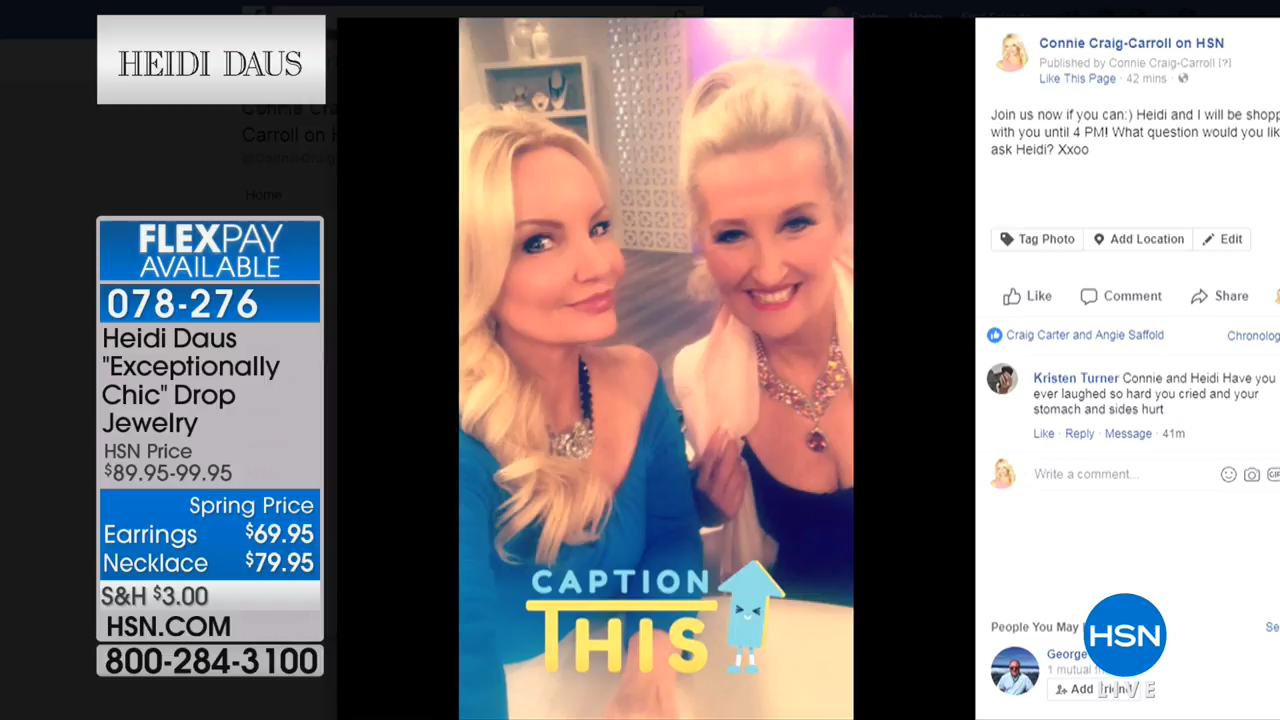 HEIDI DAUS
Carroll on H
Home
FLEXPAY
AVAILABLE
078-276
Heidi Daus
"Exceptionally
Chic" Drop
Jewelry
HSN Price
$89.95-99.95
Spring Price
Earrings $69.95
Necklace $79.95
S&H $3.00
HSN.COM
800-284-3100
CAPTION
THIS
Connie Craig-Carroll on HSN
Published by Connie Craig-Carroll [?]
Like This Page · 42 mins ·
Join us now if you can:) Heidi and I will be shopp
with you until 4 PM! What question would you lik
ask Heidi? Xxoo
Tag Photo Add Location Edit
Like Comment Share
Craig Carter and Angie Saffold Chronolog
Kristen Turner Connie and Heidi Have you
ever laughed so hard you cried and your
stomach and sides hurt
Like · Reply · Message · 41m
Write a comment... GIF
People You May Se
HSN
George
1 mutual
Add Friend
LIVE